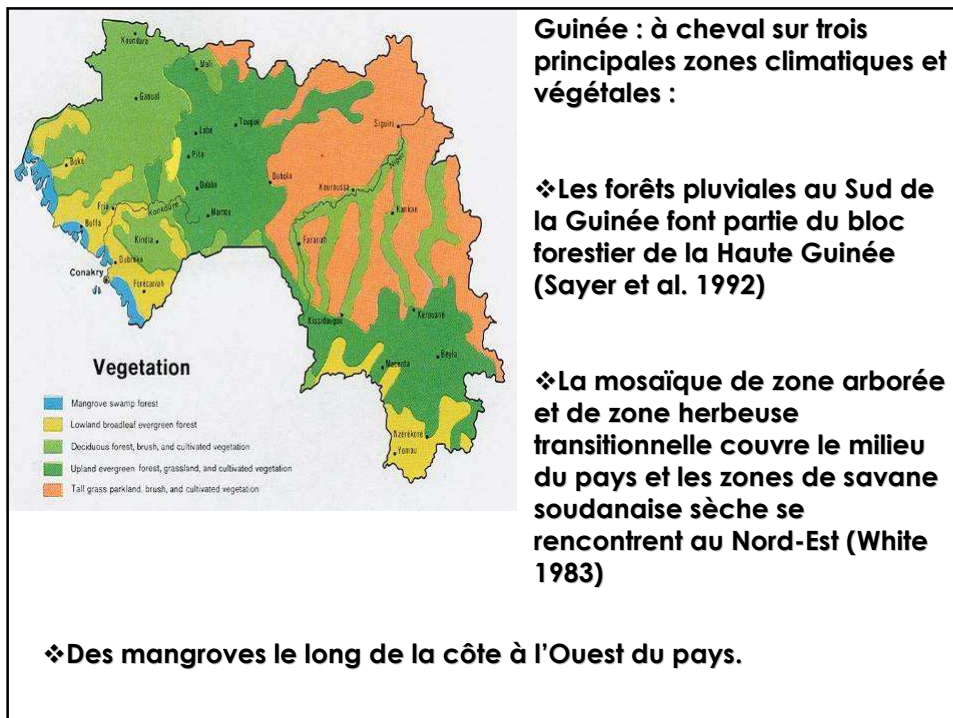 Guinée : à cheval sur trois
principales zones climatiques et
végétales :
❖Les forêts pluviales au Sud de
la Guinée font partie du bloc
forestier de la Haute Guinée
(Sayer et al. 1992)
❖La mosaïque de zone arborée
et de zone herbeuse
transitionnelle couvre le milieu
du pays et les zones de savane
soudanaise sèche se
rencontrent au Nord-Est (White
1983)
❖Des mangroves le long de la côte à l'Ouest du pays.
Koundara
Mali
Gaoual
Labé
Tougue
Siguiri
Boke
Pita
Niger
Dalaba
Dabola
Kouroussa
Fria
Konkouré
Mamou
Kankan
Boffa
Kindia
Faranah
Dubreka
Conakry
Forécariah
Kissidougou
Kérouané
Macenta
Beyla
Nzérékoré
Yomou
Vegetation
Mangrove swamp forest
Lowland broadleaf evergreen forest
Deciduous forest, brush, and cultivated vegetation
Upland evergreen forest, grassland, and cultivated vegetation
Tall grass parkland, brush, and cultivated vegetation